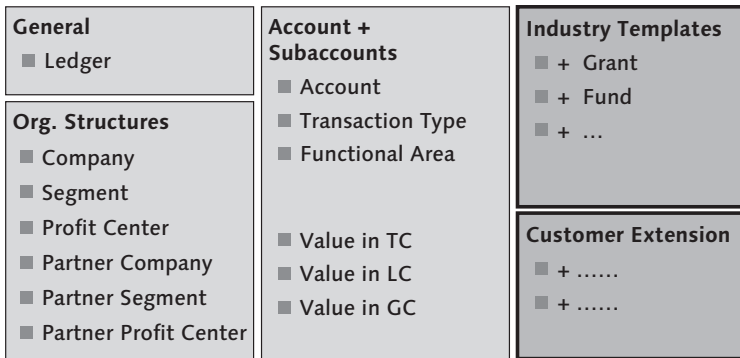 General
Ledger
Org. Structures
Company
Segment
Profit Center
Partner Company
Partner Segment
Partner Profit Center
Account +
Subaccounts
Account
Transaction Type
Functional Area
Value in TC
Value in LC
Value in GC
Industry Templates
+ Grant
+ Fund
+ ...
Customer Extension
+ ......
+ ......